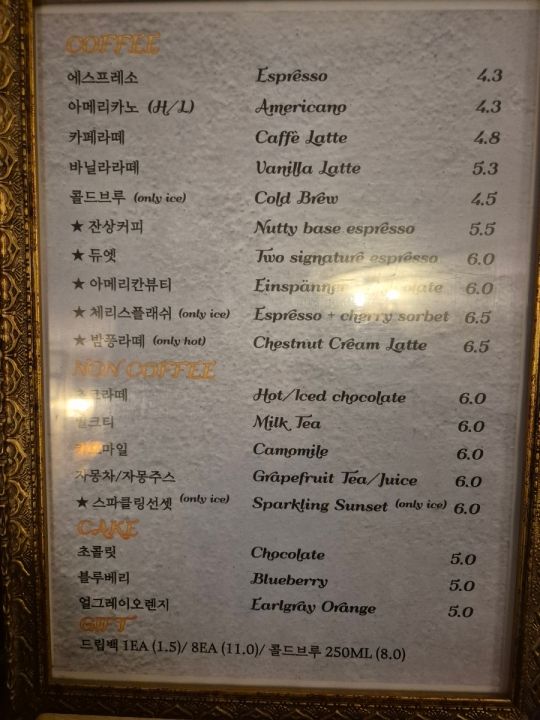 COFFEE
에스프레소 Espresso 4.3
아메리카노 (H/L) Americano 4.3
카페라떼 Caffè Latte 4.8
바닐라라떼 Vanilla Latte 5.3
콜드브루 (only ice) Cold Brew 4.5
★ 잔상커피 Nutty base espresso 5.5
★ 듀엣 Two signature espresso 6.0
★ 아메리칸뷰티 6.0
★ 체리스플래쉬 (only ice) Espresso + cherry sorbet 6.5
★ 밤퐁라떼 (only hot) Chestnut Cream Latte 6.5
NON COFFEE
Hot/Iced chocolate 6.0
Milk Tea 6.0
Camomile 6.0
자몽차/자몽주스 Grapefruit Tea/Juice 6.0
★ 스파클링선셋 (only ice) Sparkling Sunset (only ice) 6.0
CAKE
초콜릿 Chocolate 5.0
블루베리 Blueberry 5.0
얼그레이오렌지 Earlgray Orange 5.0
GIFT
드립백 1EA (1.5)/ 8EA (11.0)/ 콜드브루 250ML (8.0)